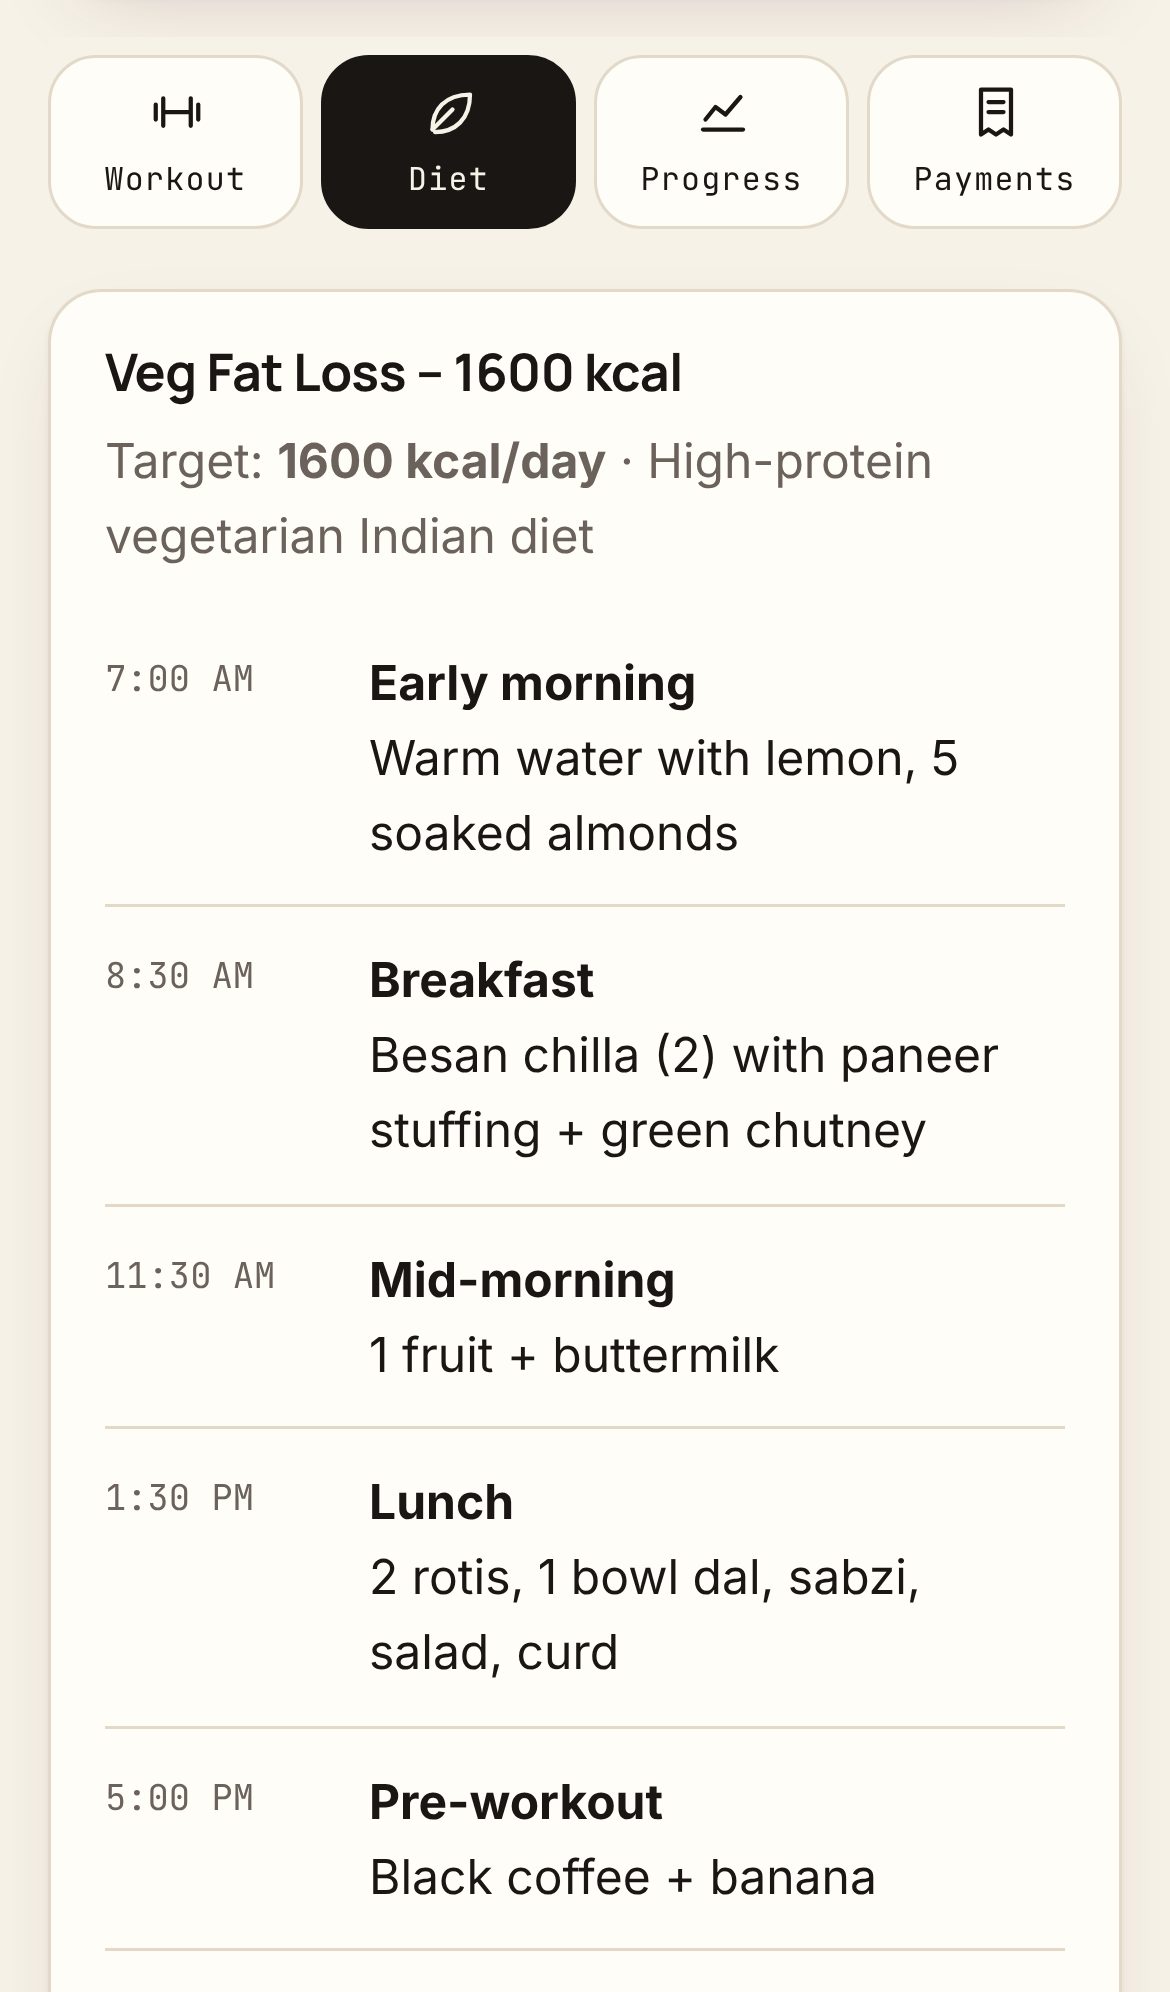 Workout
Diet
Progress
Payments
Veg Fat Loss – 1600 kcal
Target: 1600 kcal/day · High-protein
vegetarian Indian diet
7:00 AM
Early morning
Warm water with lemon, 5
soaked almonds
8:30 AM
Breakfast
Besan chilla (2) with paneer
stuffing + green chutney
11:30 AM
Mid-morning
1 fruit + buttermilk
1:30 PM
Lunch
2 rotis, 1 bowl dal, sabzi,
salad, curd
5:00 PM
Pre-workout
Black coffee + banana